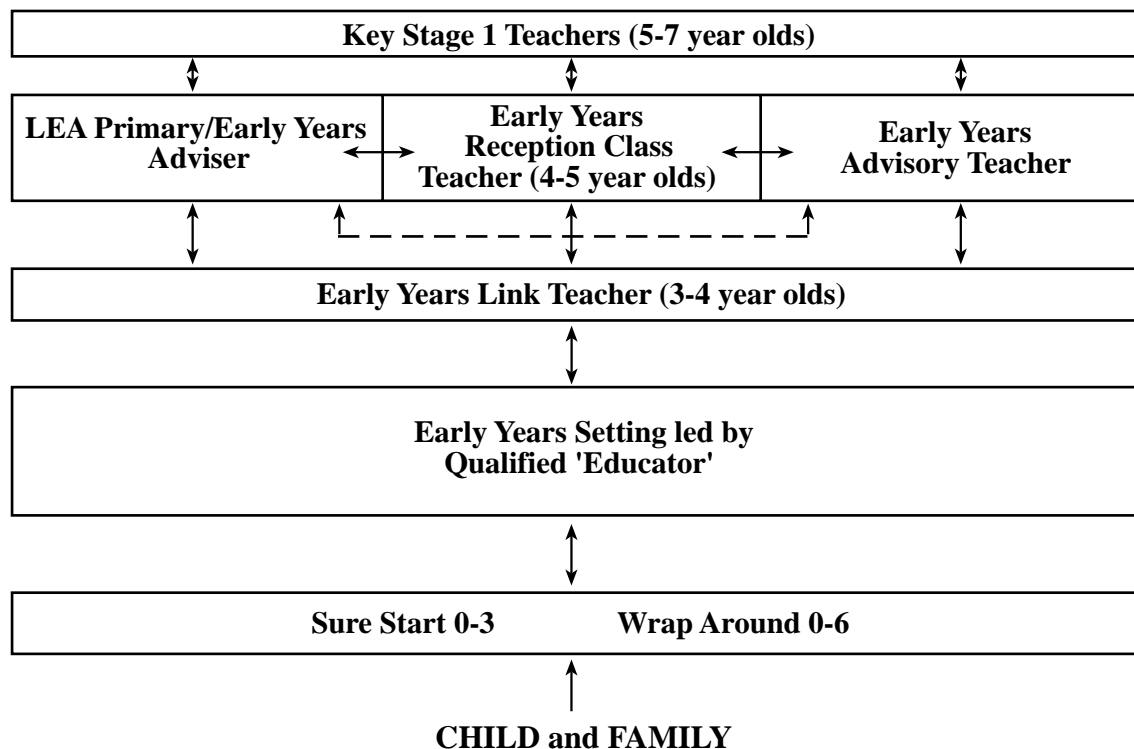 Key Stage 1 Teachers (5-7 year olds)
LEA Primary/Early Years
Adviser
Early Years
Reception Class
Teacher (4-5 year olds)
Early Years
Advisory Teacher
Early Years Link Teacher (3-4 year olds)
Early Years Setting led by
Qualified 'Educator'
Sure Start 0-3 Wrap Around 0-6
CHILD and FAMILY